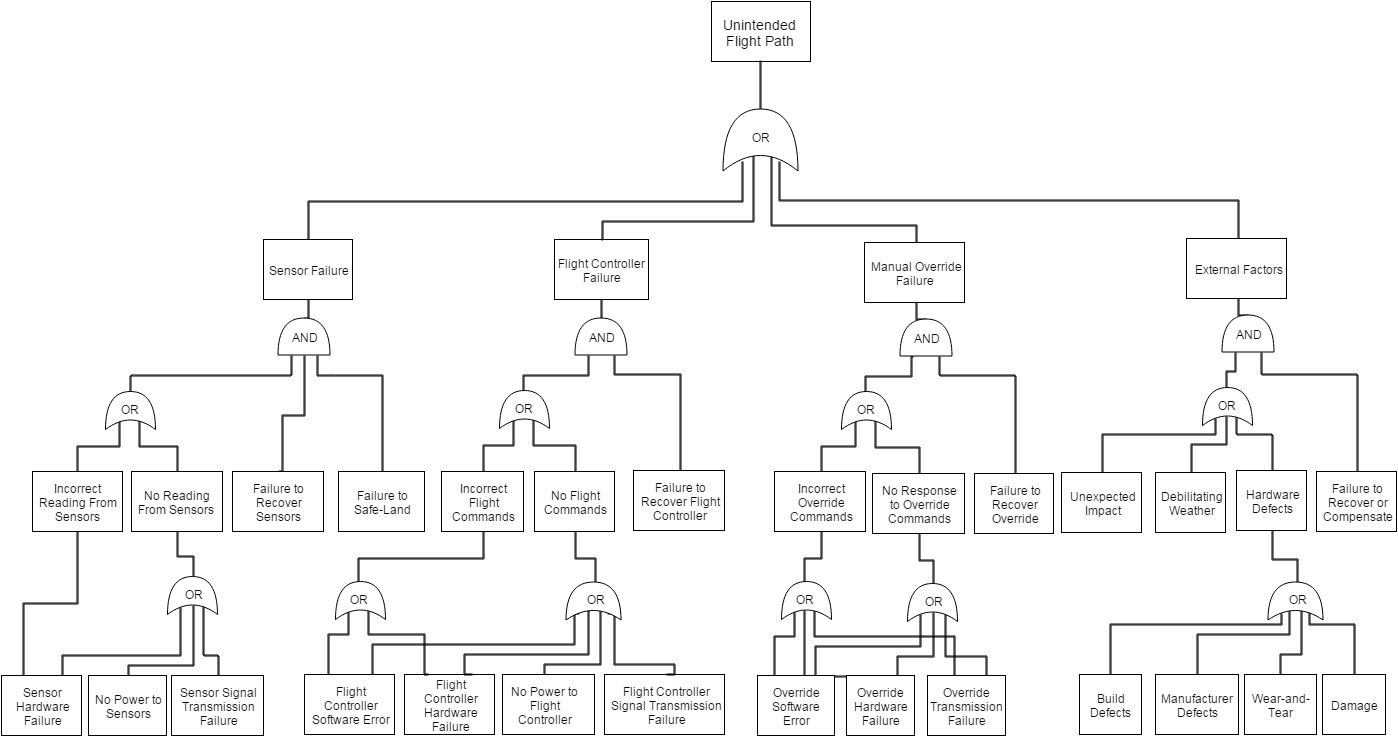 Unintended
Flight Path
OR
Sensor Failure
Flight Controller
Failure
Manual Override
Failure
External Factors
AND
AND
AND
AND
OR
OR
OR
OR
Incorrect
Reading From
Sensors
No Reading
From Sensors
Failure to
Recover
Sensors
Failure to
Safe-Land
Incorrect
Flight
Commands
No Flight
Commands
Failure to
Recover Flight
Controller
Incorrect
Override
Commands
No Response
to Override
Commands
Failure to
Recover
Override
Unexpected
Impact
Debilitating
Weather
Hardware
Defects
Failure to
Recover or
Compensate
OR
OR
OR
OR
OR
OR
Sensor
Hardware
Failure
No Power to
Sensors
Sensor Signal
Transmission
Failure
Flight
Controller
Software Error
Flight
Controller
Hardware
Failure
No Power to
Flight
Controller
Flight Controller
Signal Transmission
Failure
Override
Software
Error
Override
Hardware
Failure
Override
Transmission
Failure
Build
Defects
Manufacturer
Defects
Wear-and-
Tear
Damage